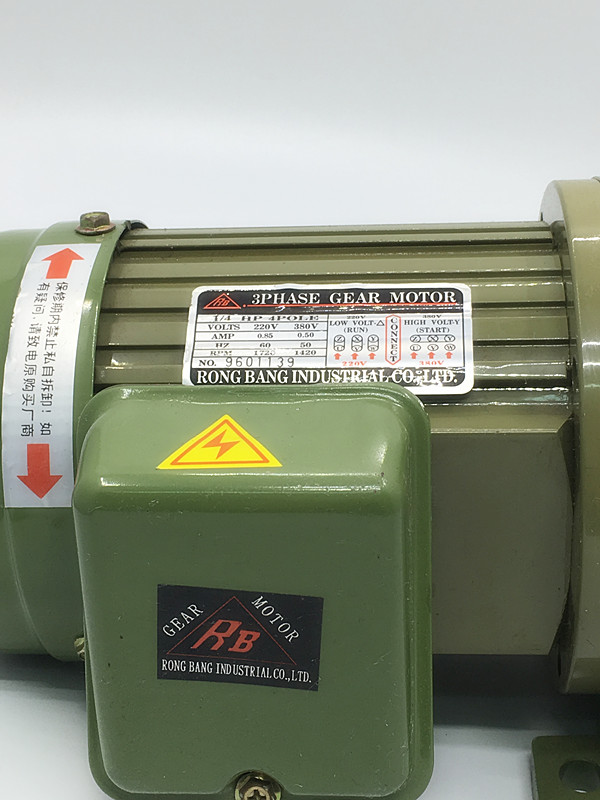 RB 3PHASE GEAR MOTOR
1/4 HP 4POLE
VOLTS 220V 380V
AMP 0.85 0.50
HZ 60 50
RPM 1720 1420
NO. 9601139
220V
LOW VOLT-△
(RUN)
220V
CONNECT
380V
HIGH VOLT-Y
(START)
380V
RONG BANG INDUSTRIAL CO.,LTD.
保修期内禁止私自拆卸!如
有疑问,请致电原购买厂商
GEAR MOTOR
RB
RONG BANG INDUSTRIAL CO.,LTD.